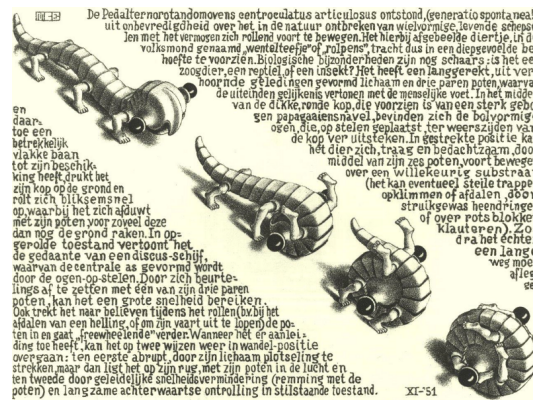 De Pedalternorotandomovens centroculatus articulosus ontstond,(generatio spontanea!
uit onbevredigdheid over het in de natuur ontbreken van wielvormige, levende schepse
len met het vermogen zich rollend voort te bewegen. Het hierbij afgebeelde diertje, in d
volksmond genaamd „wentelteefje" of „rolpens", tracht dus in een diepgevoelde be
hoefte te voorzien. Biologische bijzonderheden zijn nog schaars: is het ee
zoogdier, een reptiel, of een insekt? Het heeft een langgerekt, uit ver
hoornde geledingen gevormd lichaam en drie paren poten, waarva
de uiteinden gelijkenis vertonen met de menselijke voet. In het midde
van de dikke, ronde kop, die voorzien is van een sterk gebo
gen papagaaiensnavel, bevinden zich de bolvormig
ogen, die, op stelen geplaatst, ter weerszijden van
de kop ver uitsteken. In gestrekte positie ka
het dier zich, traag en bedachtzaam, doo
middel van zijn zes poten, voort bewege
over een willekeurig substraa
(het kan eventueel steile trappe
opklimmen of afdalen, doo
struikgewas heendringe
of over rotsblokke
klauteren). Zo
dra het echte
een lange
weg moe
afleg
ge
en
daar-
toe een
betrekkelijk
vlakke baan
tot zijn beschik-
king heeft, drukt het
zijn kop op de grond en
rolt zich bliksemsnel
op, waarbij het zich afduwt
met zijn poten voor zoveel deze
dan nog de grond raken. In op=
gerolde toestand vertoont het
de gedaante van een discus-schijf,
waarvan de centrale as gevormd wordt
door de ogen-op-stelen. Door zich beurte=
lings af te zetten met één van zijn drie paren
poten, kan het een grote snelheid bereiken.
Ook trekt het naar believen tijdens het rollen (b.v. bij het
afdalen van een helling, of om zijn vaart uit te lopen) de po=
ten in en gaat „freewheelende" verder. Wanneer het er aanlei=
ding toe heeft, kan het op twee wijzen weer in wandel-positie
overgaan: ten eerste abrupt, door zijn lichaam plotseling te
strekken, maar dan ligt het op zijn rug, met zijn poten in de lucht en
ten tweede door geleidelijke snelheidsvermindering (remming met de
poten) en langzame achterwaartse ontrolling in stilstaande toestand.
XI-'51